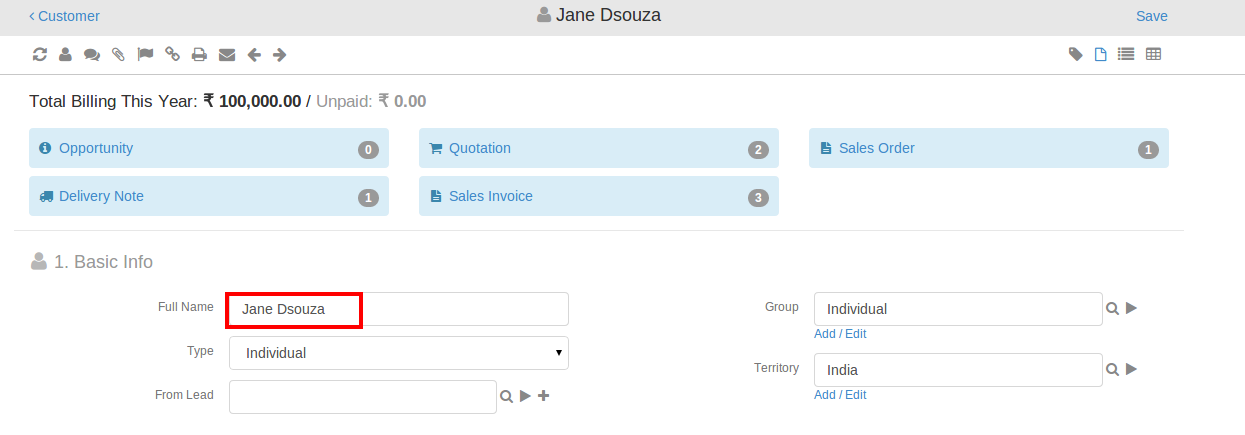 ‹ Customer Jane Dsouza Save
Total Billing This Year: ₹ 100,000.00 / Unpaid: ₹ 0.00
Opportunity 0 Quotation 2 Sales Order 1
Delivery Note 1 Sales Invoice 3
1. Basic Info
Full Name Jane Dsouza Group Individual
Add / Edit
Type Individual
Territory India
From Lead Add / Edit